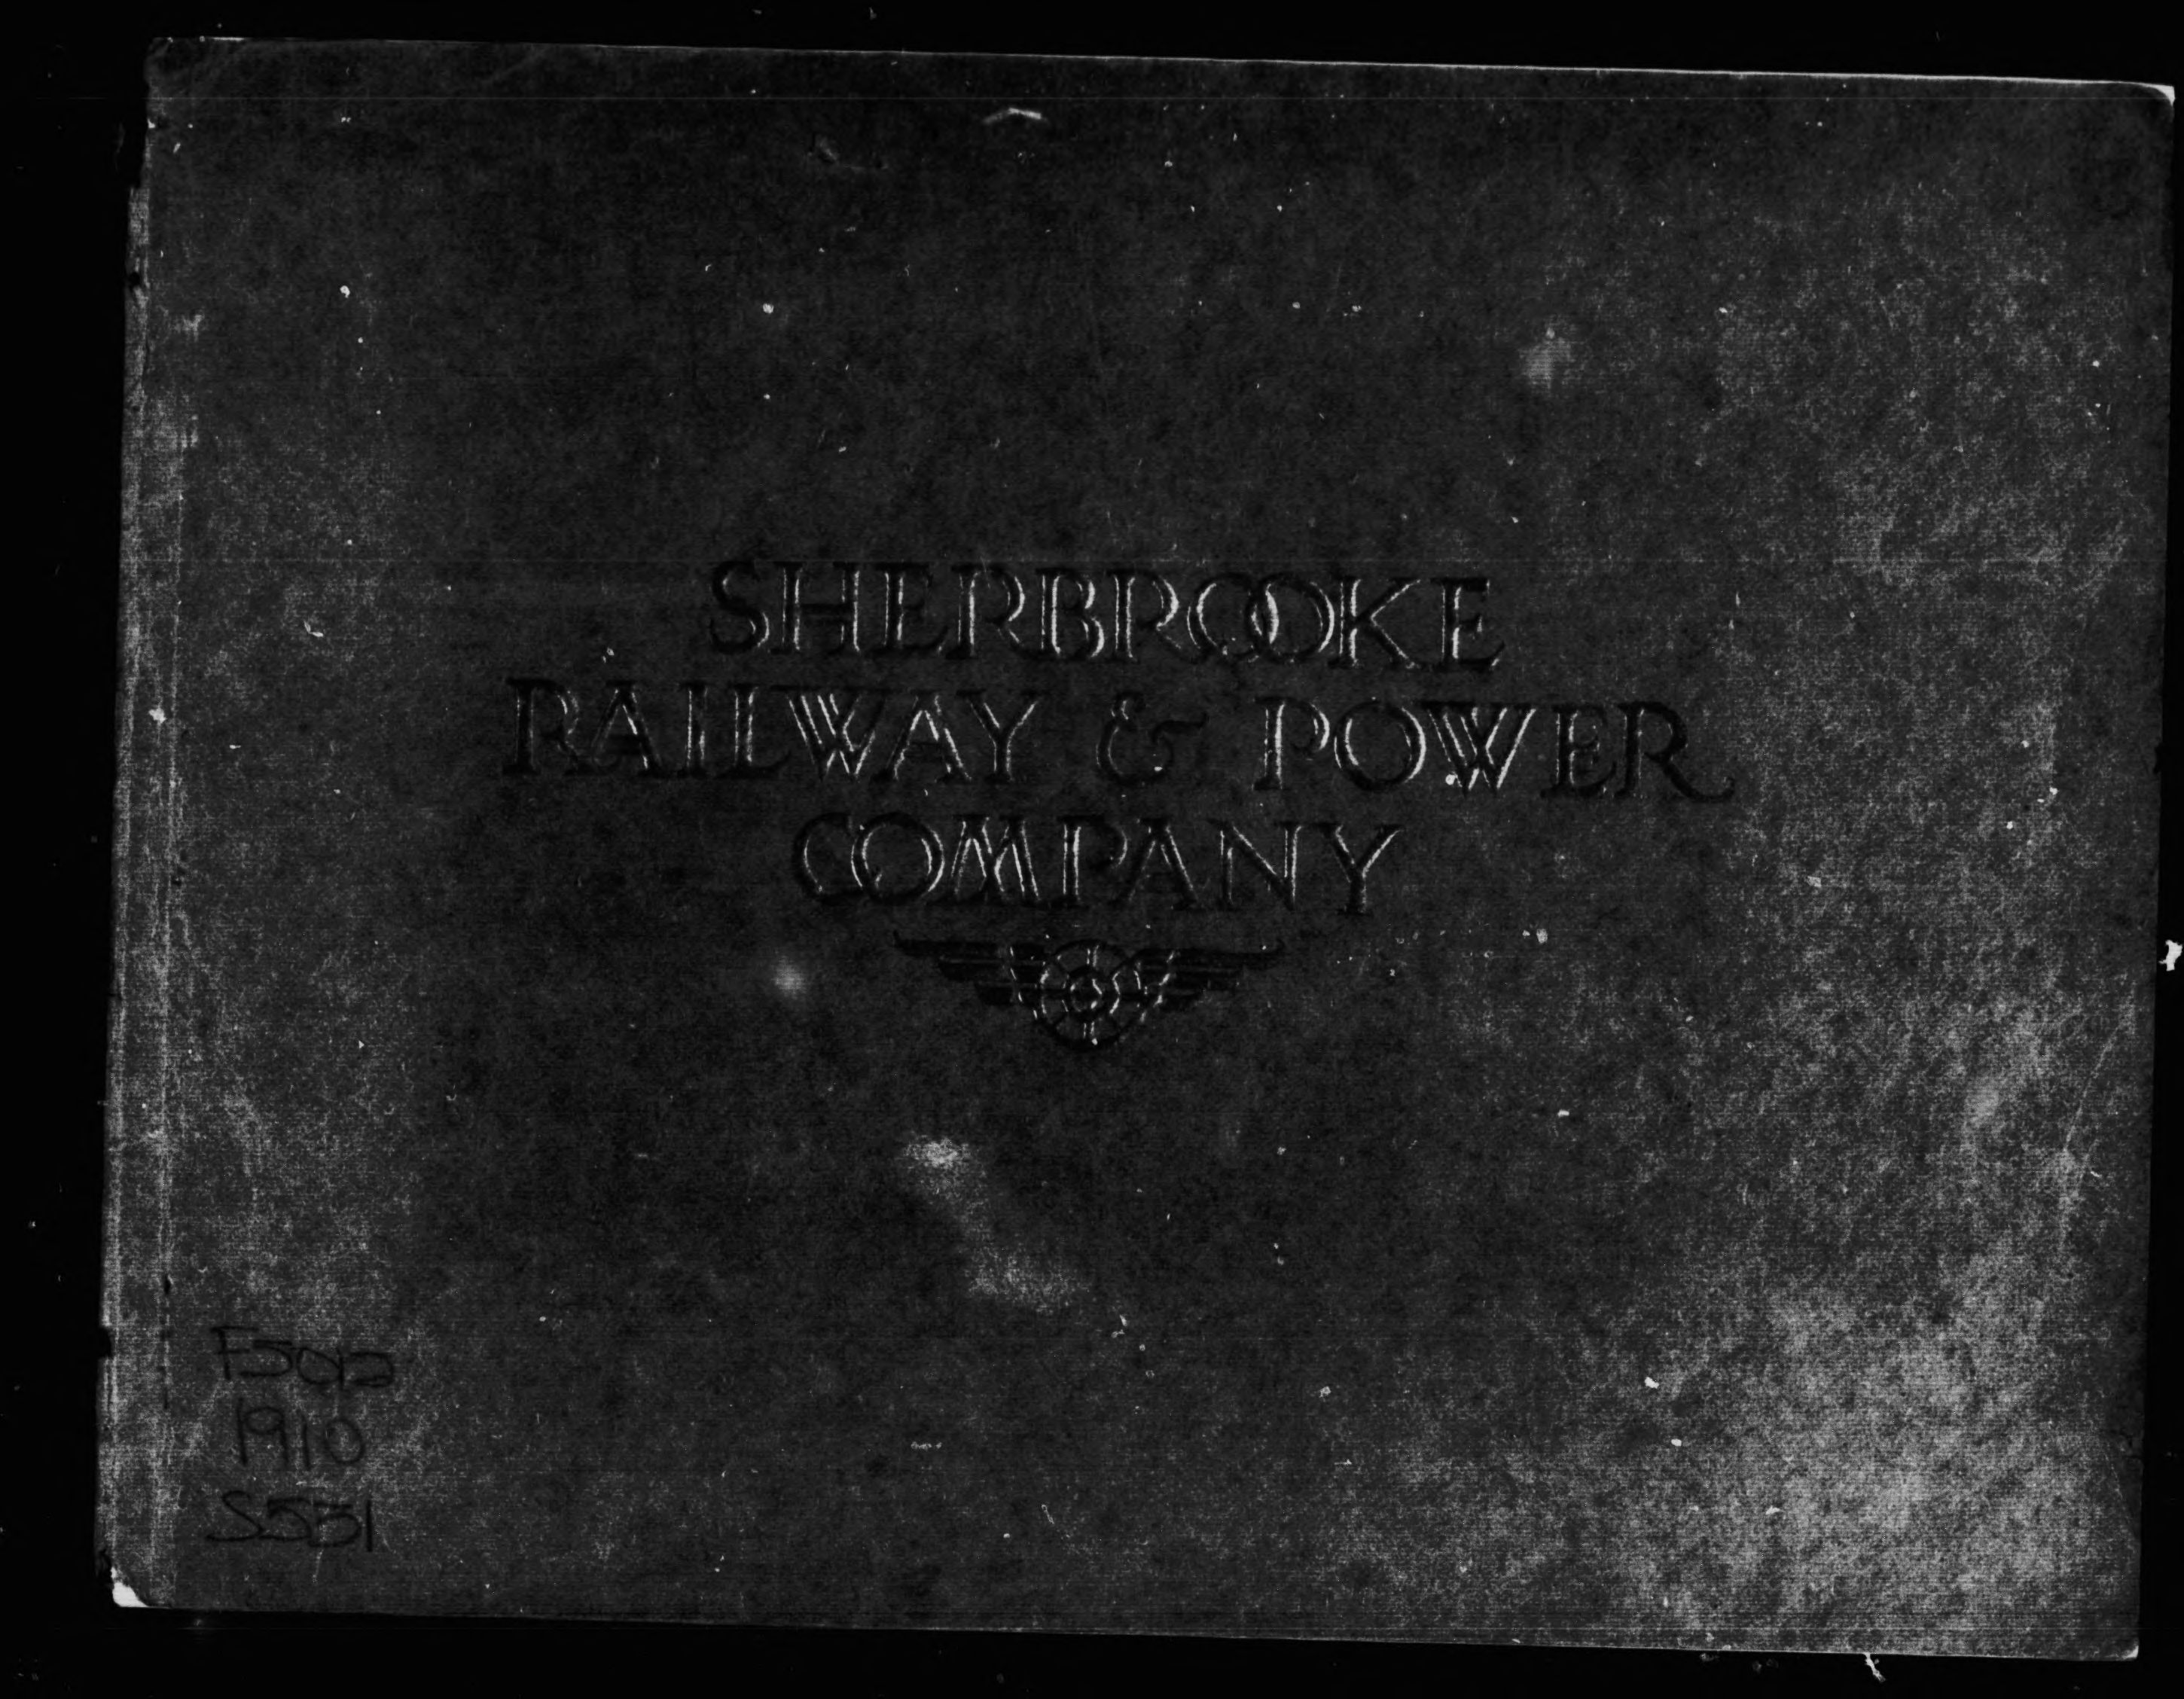 SHERBROOKE
RAILWAY & POWER
COMPANY
F5012
1910
S551